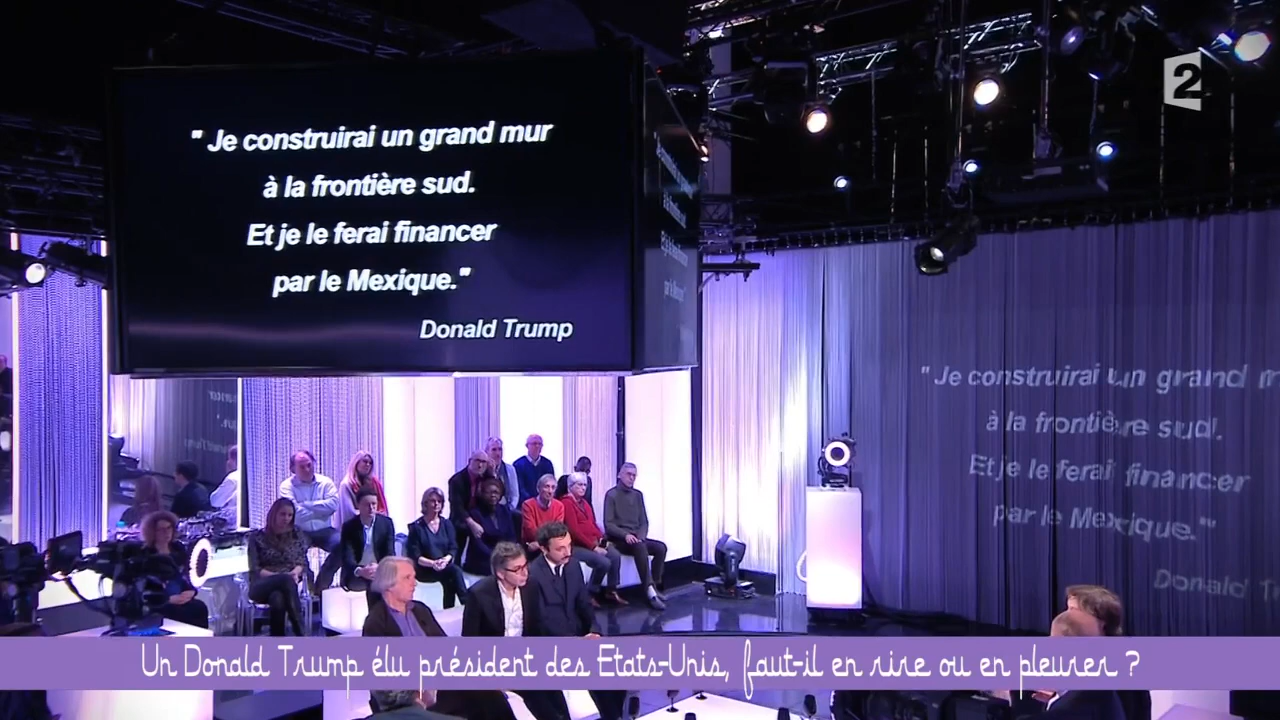 " Je construirai un grand mur
à la frontière sud.
Et je le ferai financer
par le Mexique."
Donald Trump
2
" Je construirai un grand m
à la frontière sud.
Et je le ferai financer
par le Mexique."
Donald T
Un Donald Trump élu président des Etats-Unis, faut-il en rire ou en pleurer ?